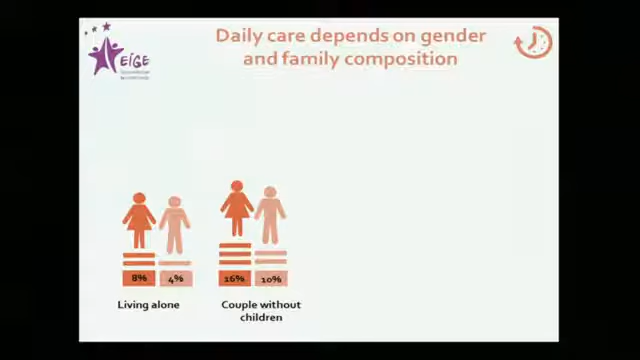 Daily care depends on gender
and family composition
EIGE
8% 4% 16% 10%
Living alone
Couple without
children